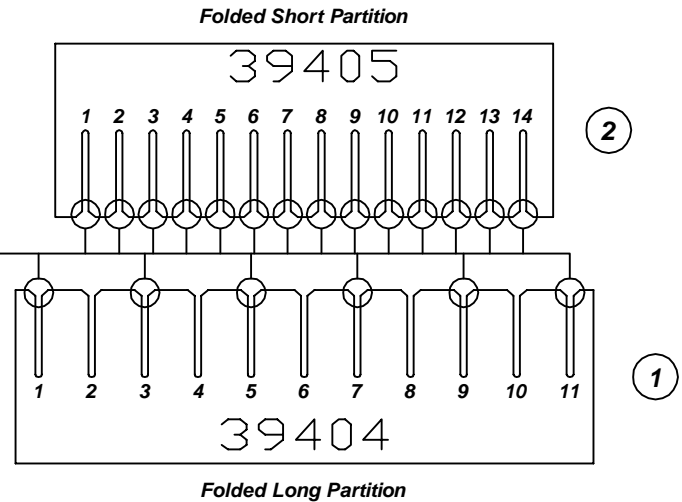 Folded Short Partition
39405
1 2 3 4 5 6 7 8 9 10 11 12 13 14
2
1 2 3 4 5 6 7 8 9 10 11
1
39404
Folded Long Partition